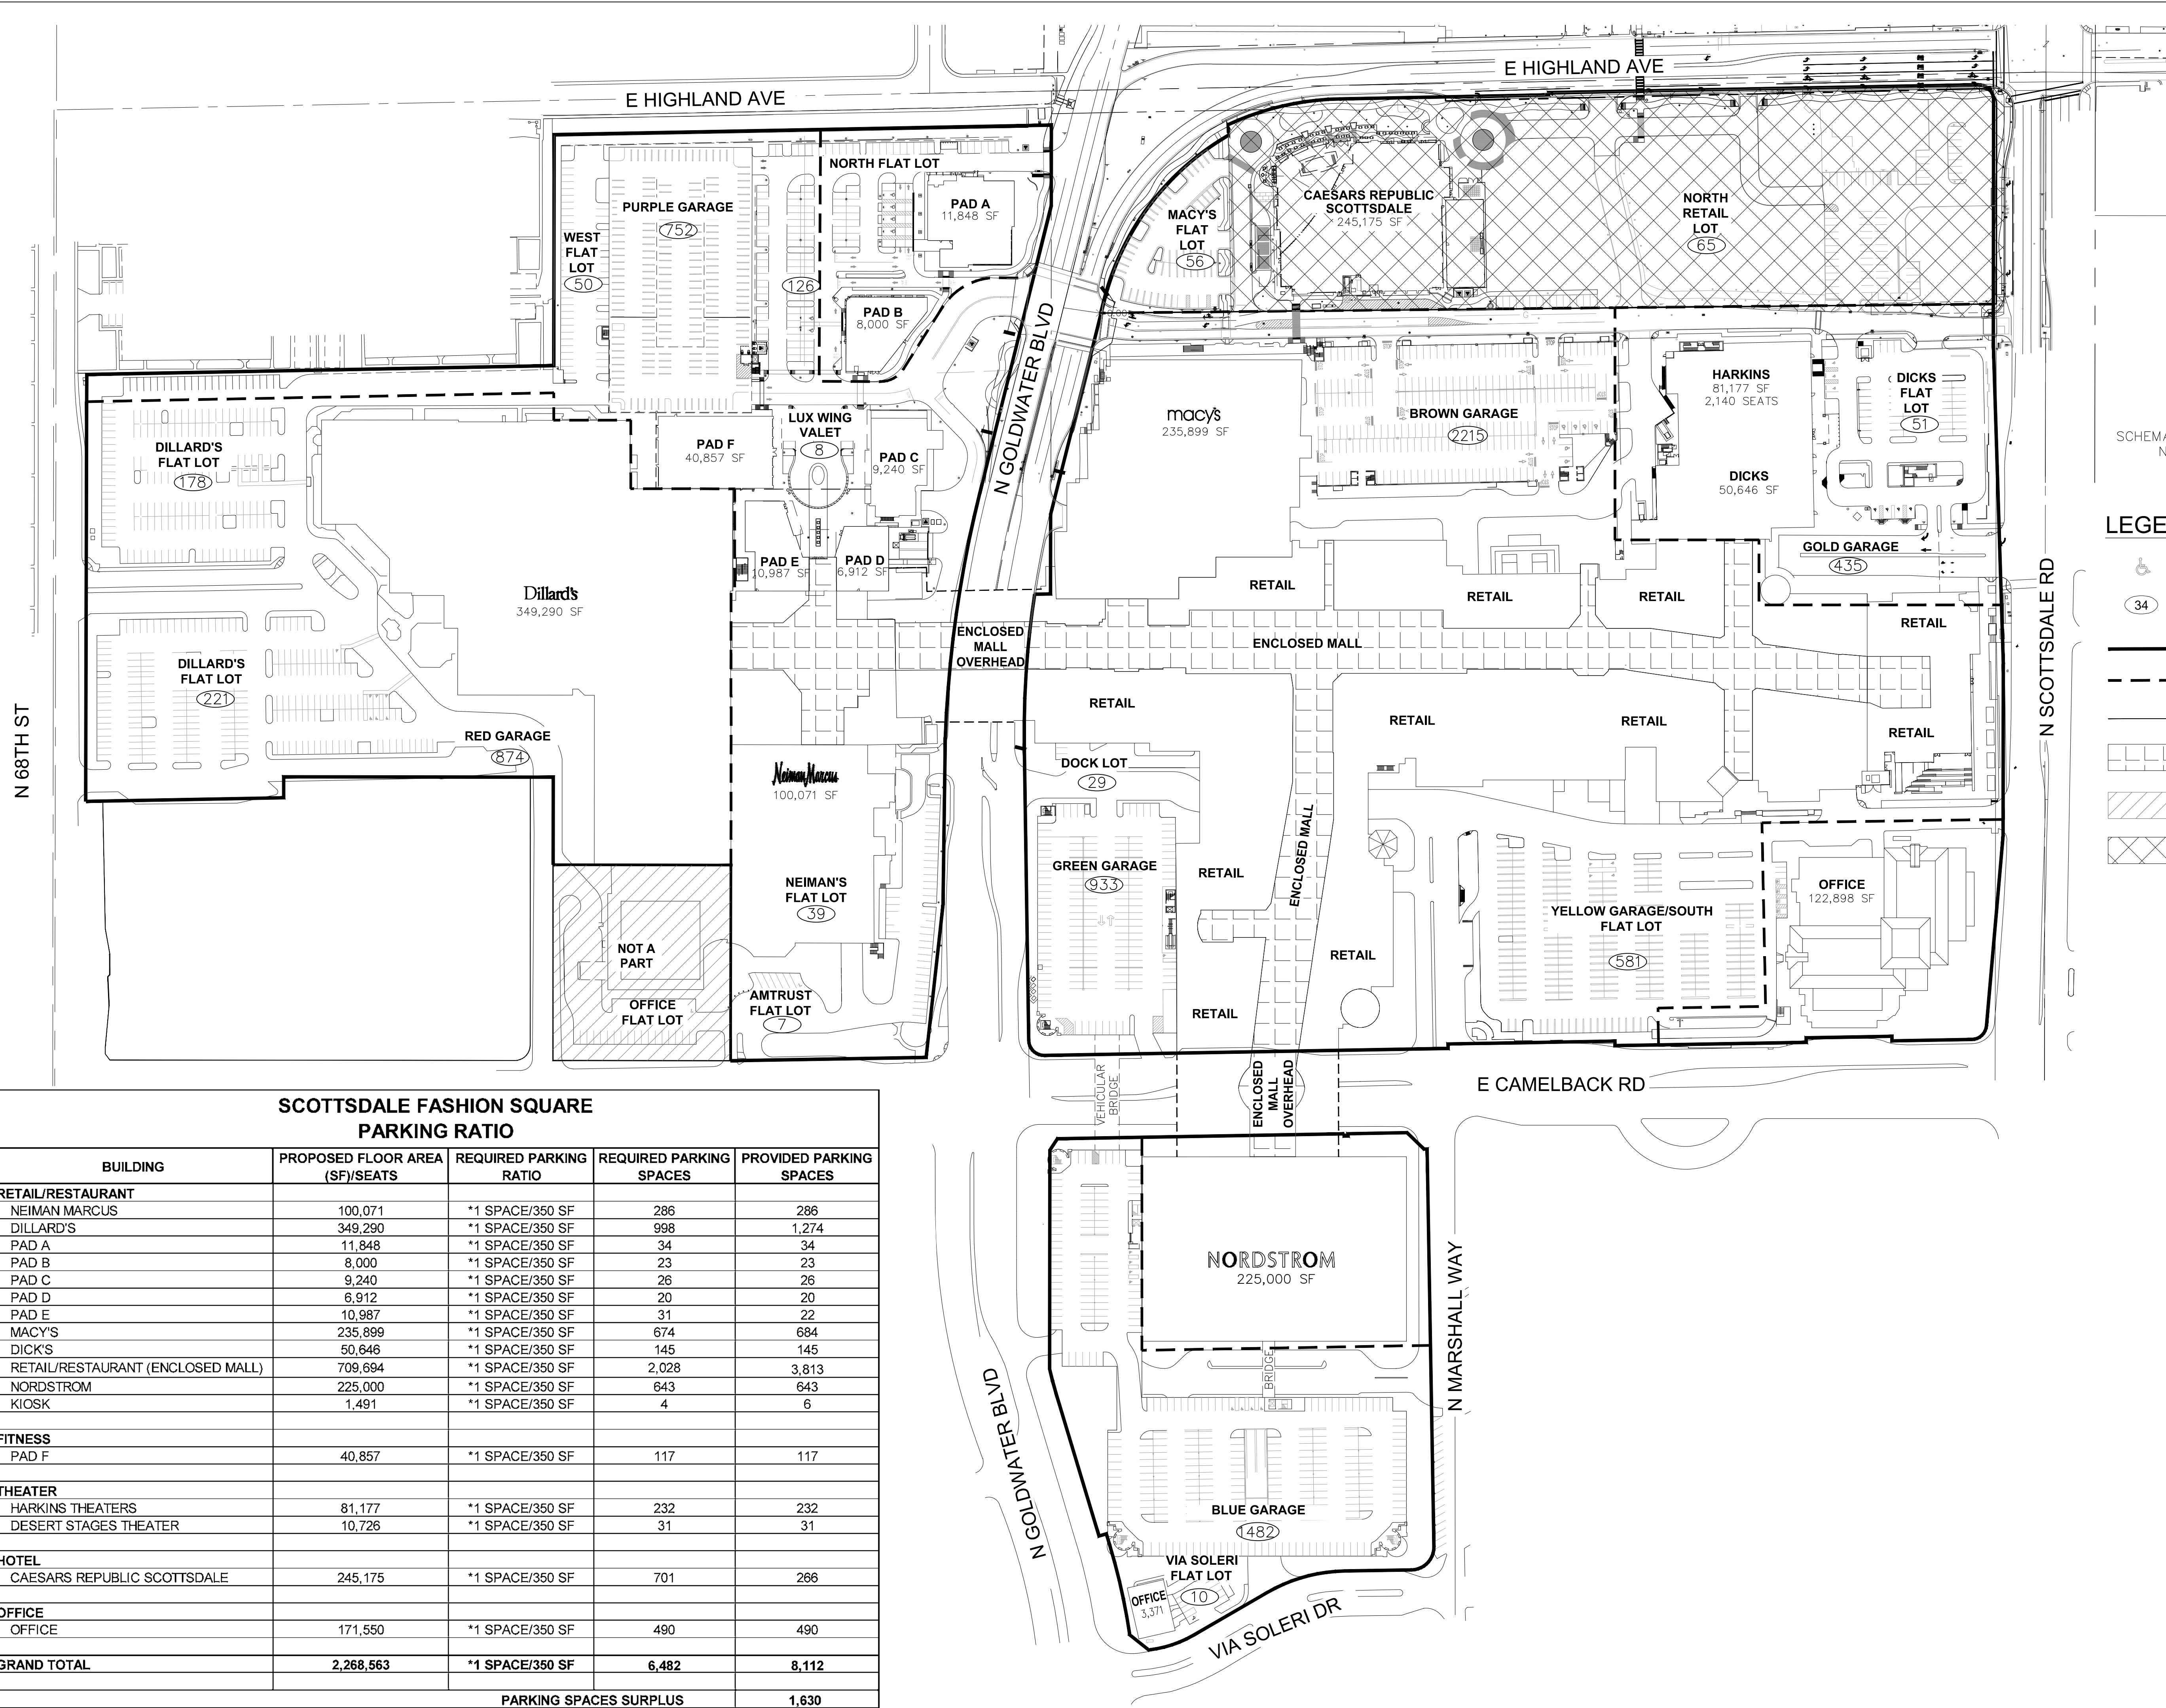 E HIGHLAND AVE
E HIGHLAND AVE
NORTH FLAT LOT
PURPLE GARAGE
752
PAD A
11,848 SF
WEST
FLAT
LOT
50
126
PAD B
8,000 SF
MACY'S
FLAT
LOT
56
CAESARS REPUBLIC
SCOTTSDALE
245,175 SF
NORTH
RETAIL
LOT
65
N GOLDWATER BLVD
DILLARD'S
FLAT LOT
178
PAD F
40,857 SF
LUX WING
VALET
8
PAD C
9,240 SF
macy's
235,899 SF
BROWN GARAGE
2215
HARKINS
81,177 SF
2,140 SEATS
DICKS
FLAT
LOT
51
DICKS
50,646 SF
SCHEMA
N
LEGE
34
PAD E
10,987 SF
PAD D
6,912 SF
GOLD GARAGE
435
Dillard's
349,290 SF
RETAIL
RETAIL
RETAIL
RETAIL
ENCLOSED
MALL
OVERHEAD
ENCLOSED MALL
N SCOTTSDALE RD
DILLARD'S
FLAT LOT
221
RED GARAGE
874
N 68TH ST
RETAIL
RETAIL
RETAIL
RETAIL
Neiman Marcus
100,071 SF
DOCK LOT
29
GREEN GARAGE
933
RETAIL
ENCLOSED MALL
NEIMAN'S
FLAT LOT
39
YELLOW GARAGE/SOUTH
FLAT LOT
581
OFFICE
122,898 SF
NOT A
PART
OFFICE
FLAT LOT
AMTRUST
FLAT LOT
7
RETAIL
RETAIL
VEHICULAR
BRIDGE
ENCLOSED
MALL
OVERHEAD
E CAMELBACK RD
NORDSTROM
225,000 SF
BRIDGE
N MARSHALL WAY
N GOLDWATER BLVD
BLUE GARAGE
1482
VIA SOLERI
FLAT LOT
10
OFFICE
3,371
VIA SOLERI DR
SCOTTSDALE FASHION SQUARE
PARKING RATIO
BUILDING PROPOSED FLOOR AREA (SF)/SEATS REQUIRED PARKING RATIO REQUIRED PARKING SPACES PROVIDED PARKING SPACES
RETAIL/RESTAURANT
NEIMAN MARCUS 100,071 *1 SPACE/350 SF 286 286
DILLARD'S 349,290 *1 SPACE/350 SF 998 1,274
PAD A 11,848 *1 SPACE/350 SF 34 34
PAD B 8,000 *1 SPACE/350 SF 23 23
PAD C 9,240 *1 SPACE/350 SF 26 26
PAD D 6,912 *1 SPACE/350 SF 20 20
PAD E 10,987 *1 SPACE/350 SF 31 22
MACY'S 235,899 *1 SPACE/350 SF 674 684
DICK'S 50,646 *1 SPACE/350 SF 145 145
RETAIL/RESTAURANT (ENCLOSED MALL) 709,694 *1 SPACE/350 SF 2,028 3,813
NORDSTROM 225,000 *1 SPACE/350 SF 643 643
KIOSK 1,491 *1 SPACE/350 SF 4 6
FITNESS
PAD F 40,857 *1 SPACE/350 SF 117 117
THEATER
HARKINS THEATERS 81,177 *1 SPACE/350 SF 232 232
DESERT STAGES THEATER 10,726 *1 SPACE/350 SF 31 31
HOTEL
CAESARS REPUBLIC SCOTTSDALE 245,175 *1 SPACE/350 SF 701 266
OFFICE
OFFICE 171,550 *1 SPACE/350 SF 490 490
GRAND TOTAL 2,268,563 *1 SPACE/350 SF 6,482 8,112
PARKING SPACES SURPLUS 1,630